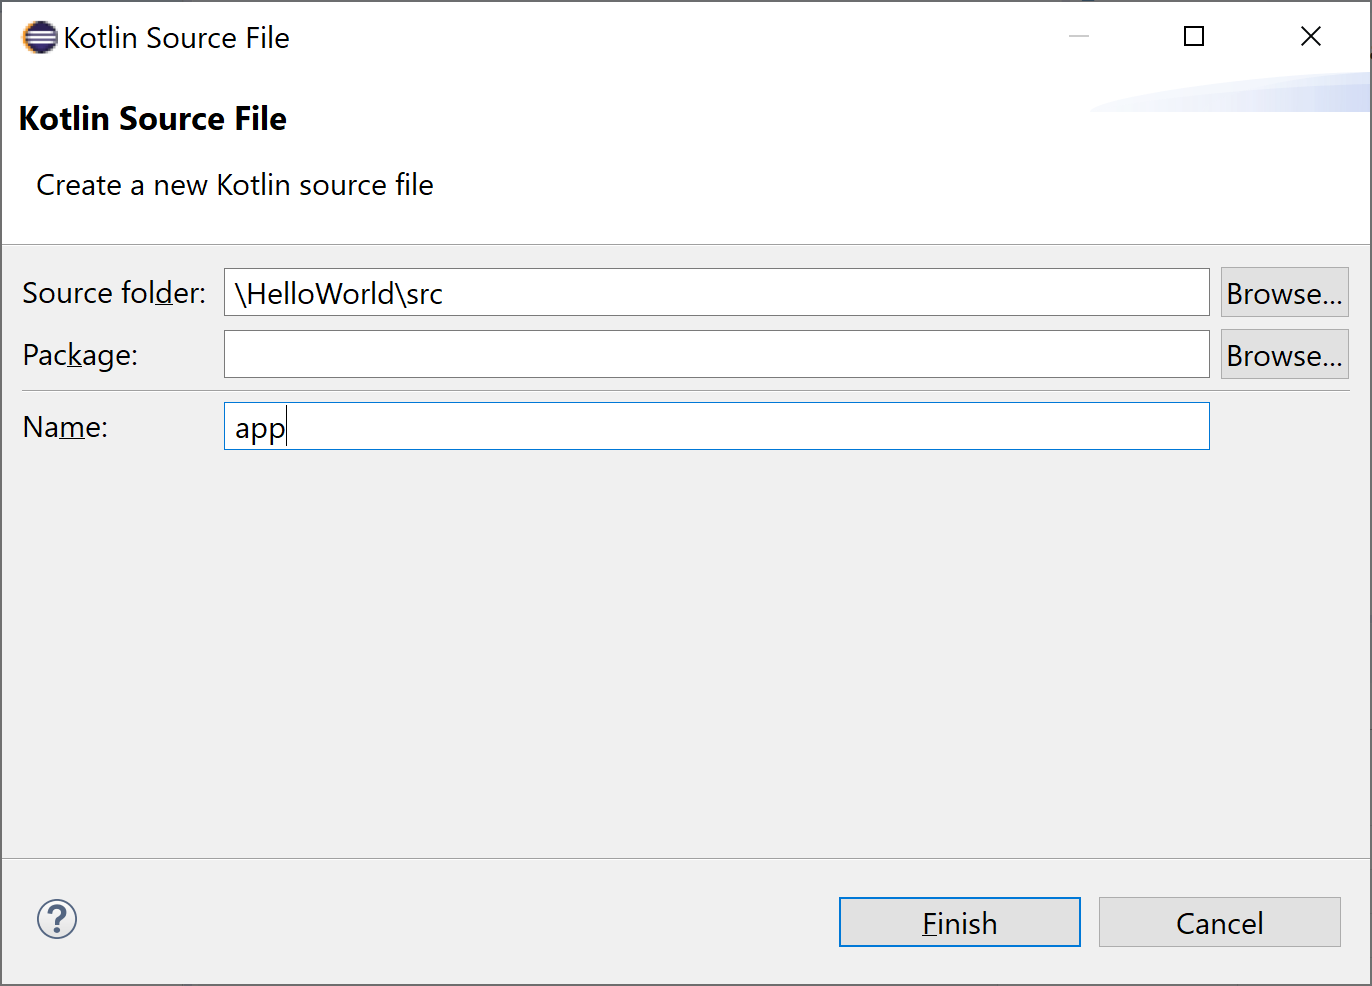 Kotlin Source File
Kotlin Source File
Create a new Kotlin source file
Source folder: \HelloWorld\src Browse...
Package: Browse...
Name: app
?
Finish Cancel